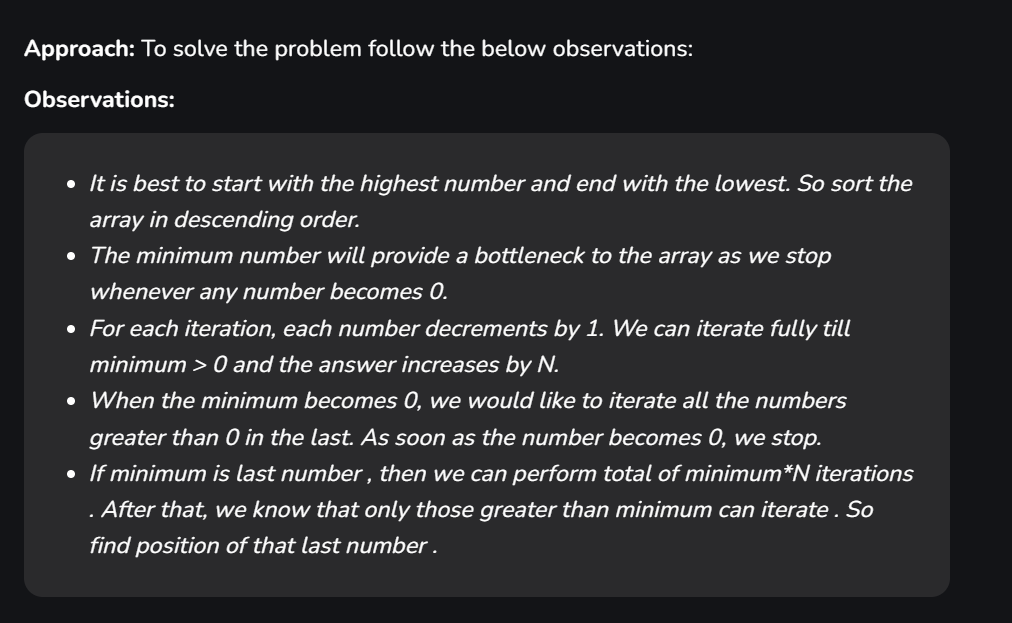 Approach: To solve the problem follow the below observations:
Observations:
• It is best to start with the highest number and end with the lowest. So sort the
array in descending order.
• The minimum number will provide a bottleneck to the array as we stop
whenever any number becomes 0.
• For each iteration, each number decrements by 1. We can iterate fully till
minimum > 0 and the answer increases by N.
• When the minimum becomes 0, we would like to iterate all the numbers
greater than 0 in the last. As soon as the number becomes 0, we stop.
• If minimum is last number , then we can perform total of minimum*N iterations
. After that, we know that only those greater than minimum can iterate . So
find position of that last number .